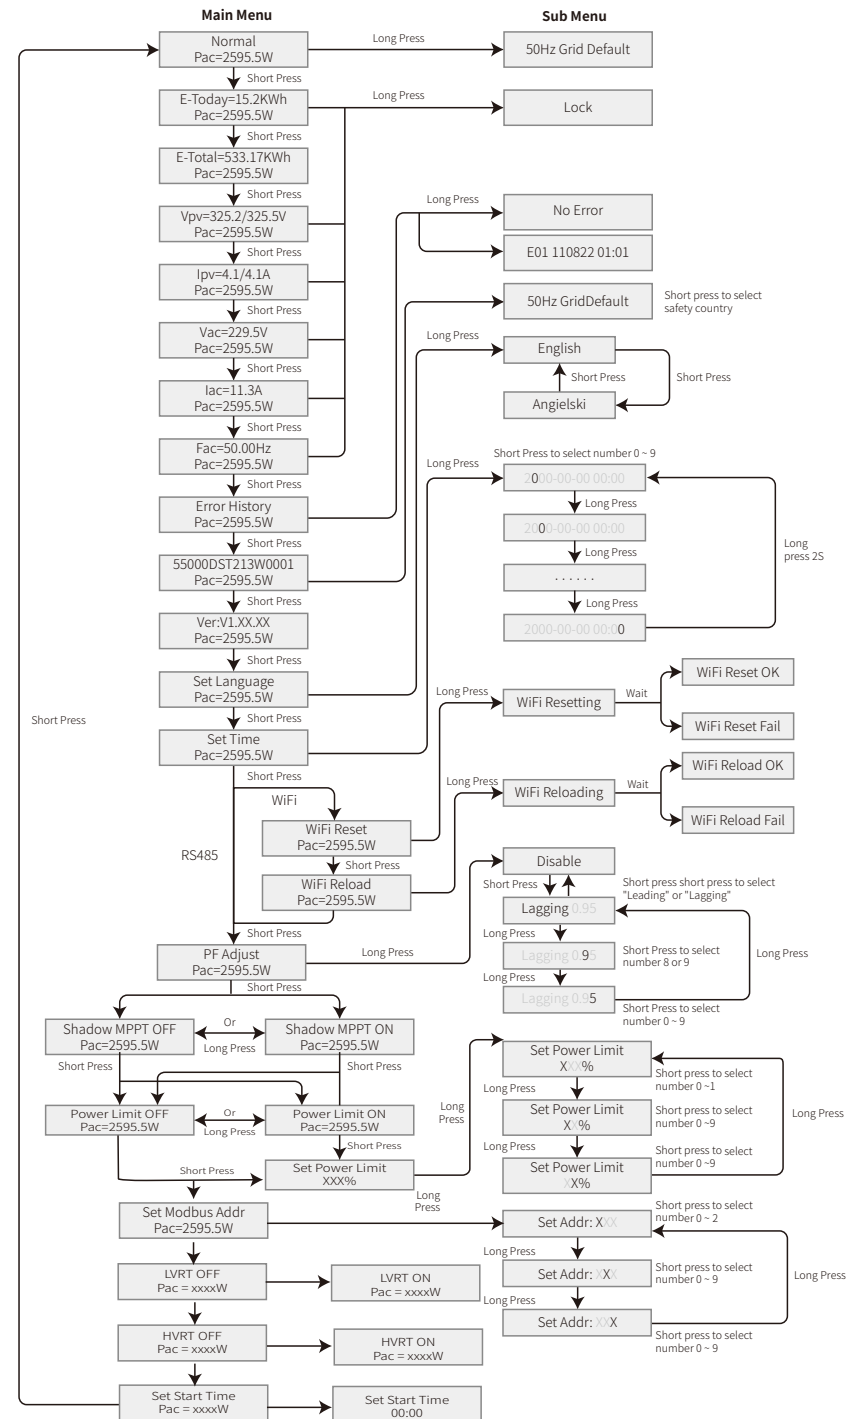 Main Menu
Sub Menu
Normal
Pac=2595.5W
Long Press
50Hz Grid Default
Short Press
E-Today=15.2KWh
Pac=2595.5W
Long Press
Lock
Short Press
E-Total=533.17KWh
Pac=2595.5W
Short Press
Vpv=325.2/325.5V
Pac=2595.5W
Long Press
No Error
Short Press
E01 110822 01:01
Ipv=4.1/4.1A
Pac=2595.5W
50Hz GridDefault
Short press to select
safety country
Short Press
Vac=229.5V
Pac=2595.5W
Long Press
English
Short Press
Short Press
Short Press
Iac=11.3A
Pac=2595.5W
Angielski
Short Press
Fac=50.00Hz
Pac=2595.5W
Short Press to select number 0 ~ 9
Long Press
2000-00-00 00:00
Short Press
Long Press
Error History
Pac=2595.5W
2000-00-00 00:00
Short Press
Long Press
Long
press 2S
55000DST213W0001
Pac=2595.5W
. . . . . .
Short Press
Long Press
Ver:V1.XX.XX
Pac=2595.5W
2000-00-00 00:00
Short Press
Set Language
Pac=2595.5W
Long Press
WiFi Resetting
Wait
WiFi Reset OK
WiFi Reset Fail
Short Press
Short Press
Set Time
Pac=2595.5W
Short Press
WiFi
Long Press
WiFi Reloading
Wait
WiFi Reload OK
WiFi Reload Fail
WiFi Reset
Pac=2595.5W
RS485
Short Press
WiFi Reload
Pac=2595.5W
Disable
Short Press
Short press short press to select
"Leading" or "Lagging"
Lagging 0.95
Short Press
Long Press
PF Adjust
Pac=2595.5W
Long Press
Lagging 0.95
Short Press to select
number 8 or 9
Long Press
Long Press
Short Press
Lagging 0.95
Short Press to select
number 0 ~ 9
Shadow MPPT OFF
Pac=2595.5W
Or
Long Press
Shadow MPPT ON
Pac=2595.5W
Short Press
Short Press
Set Power Limit
XXX%
Short press to select
number 0 ~1
Long Press
Power Limit OFF
Pac=2595.5W
Or
Long Press
Power Limit ON
Pac=2595.5W
Long
Press
Set Power Limit
XX%
Short press to select
number 0 ~9
Long Press
Short Press
Long Press
Short Press
Set Power Limit
XXX%
Set Power Limit
XX%
Short press to select
number 0 ~9
Long
Press
Set Modbus Addr
Pac=2595.5W
Set Addr: XXX
Short press to select
number 0 ~ 2
Long Press
LVRT OFF
Pac = xxxxW
LVRT ON
Pac = xxxxW
Set Addr: XXX
Short press to select
number 0 ~ 9
Long Press
Long Press
HVRT OFF
Pac = xxxxW
HVRT ON
Pac = xxxxW
Set Addr: XXX
Short press to select
number 0 ~ 9
Set Start Time
Pac = xxxxW
Set Start Time
00:00